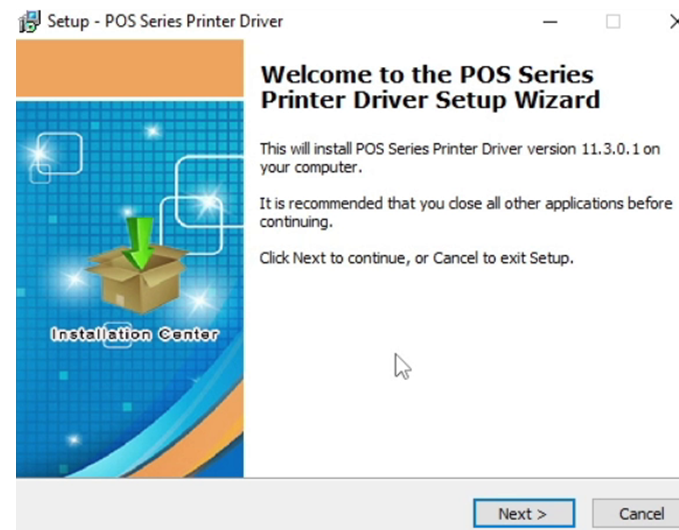 Setup - POS Series Printer Driver
Welcome to the POS Series
Printer Driver Setup Wizard
This will install POS Series Printer Driver version 11.3.0.1 on
your computer.
It is recommended that you close all other applications before
continuing.
Click Next to continue, or Cancel to exit Setup.
Installation Center
Next >
Cancel